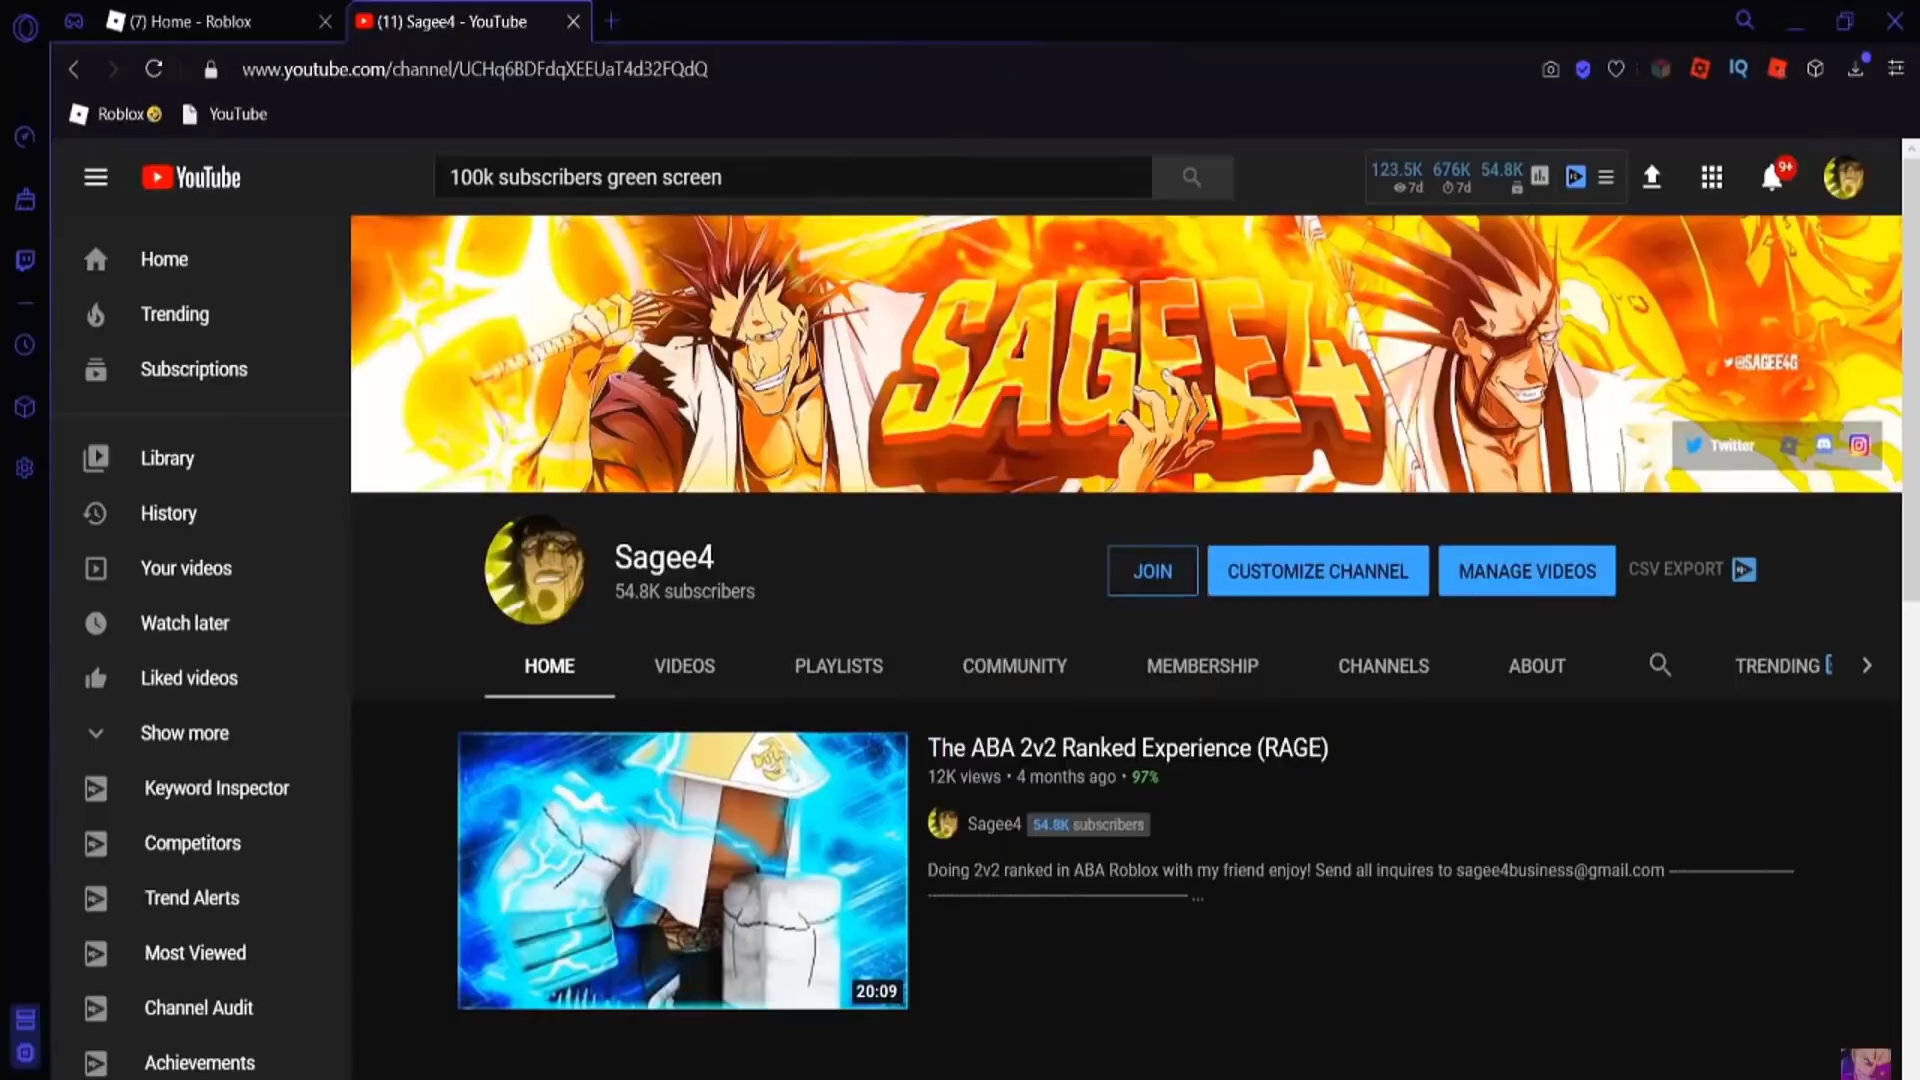 (7) Home - Roblox
(11) Sagee4 - YouTube
www.youtube.com/channel/UCHq6BDFdqXEEUaT4d32FQdQ
IQ
Roblox
YouTube
YouTube
100k subscribers green screen
123.5K 676K 54.8K
7d 7d
9+
Home
Trending
Subscriptions
Library
History
Your videos
Watch later
Liked videos
Show more
Keyword Inspector
Competitors
Trend Alerts
Most Viewed
Channel Audit
Achievements
SAGEE4
@SAGEE4G
Twitter
Sagee4
54.8K subscribers
JOIN
CUSTOMIZE CHANNEL
MANAGE VIDEOS
CSV EXPORT
HOME
VIDEOS
PLAYLISTS
COMMUNITY
MEMBERSHIP
CHANNELS
ABOUT
TRENDING
20:09
The ABA 2v2 Ranked Experience (RAGE)
12K views • 4 months ago • 97%
Sagee4 54.8K subscribers
Doing 2v2 ranked in ABA Roblox with my friend enjoy! Send all inquires to sagee4business@gmail.com ----------------------
-------------------------------------------- ...